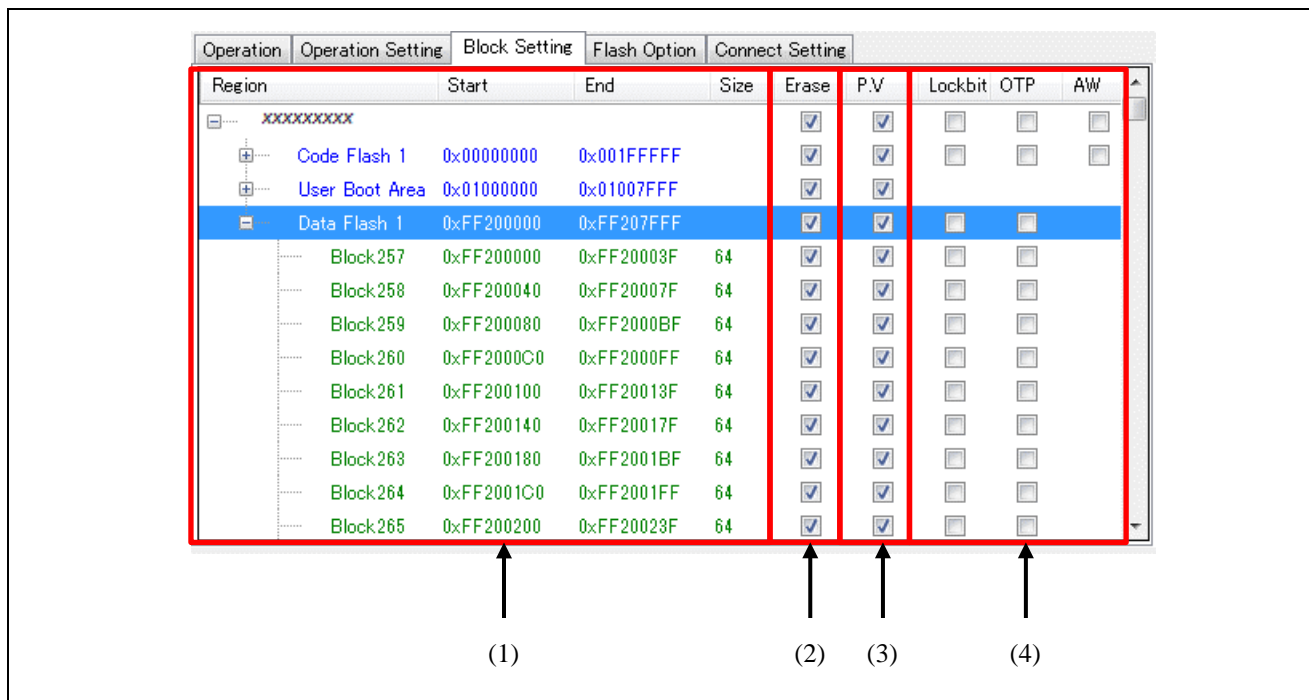 Operation Operation Setting Block Setting Flash Option Connect Setting
Region Start End Size Erase P.V Lockbit OTP AW
xxxxxxxxx
Code Flash 1 0x00000000 0x001FFFFF
User Boot Area 0x01000000 0x01007FFF
Data Flash 1 0xFF200000 0xFF207FFF
Block257 0xFF200000 0xFF20003F 64
Block258 0xFF200040 0xFF20007F 64
Block259 0xFF200080 0xFF2000BF 64
Block260 0xFF2000C0 0xFF2000FF 64
Block261 0xFF200100 0xFF20013F 64
Block262 0xFF200140 0xFF20017F 64
Block263 0xFF200180 0xFF2001BF 64
Block264 0xFF2001C0 0xFF2001FF 64
Block265 0xFF200200 0xFF20023F 64
(1) (2) (3) (4)